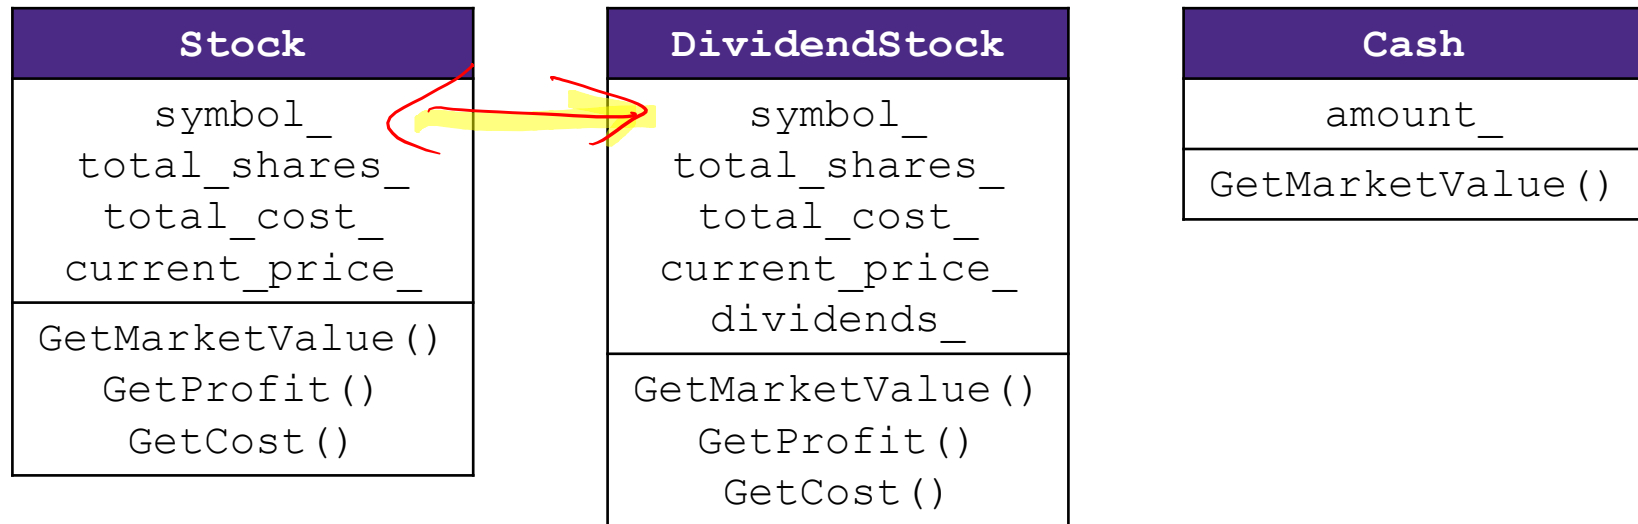 Stock
symbol_
total_shares_
total_cost_
current_price_
GetMarketValue()
GetProfit()
GetCost()
DividendStock
symbol_
total_shares_
total_cost_
current_price_
dividends_
GetMarketValue()
GetProfit()
GetCost()
Cash
amount_
GetMarketValue()